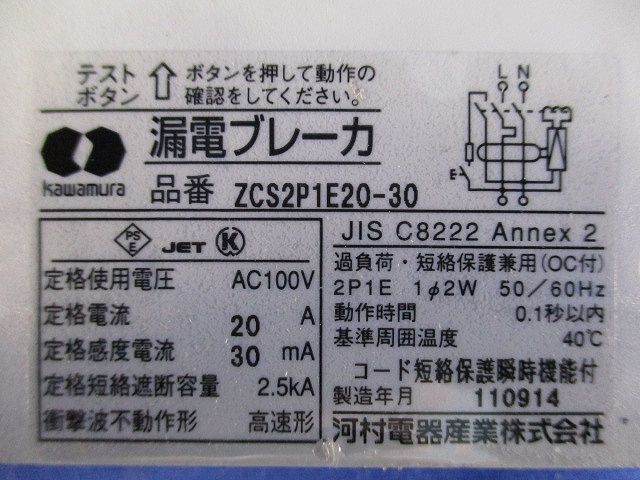 テスト ボタンを押して動作の
ボタン 確認をしてください。
L N
漏電ブレーカ
Kawamura
品番 ZCS2P1E20-30
E
PS E JET K
JIS C8222 Annex 2
定格使用電圧 AC100V
定格電流 20 A
定格感度電流 30 mA
定格短絡遮断容量 2.5kA
衝撃波不動作形 高速形
過負荷・短絡保護兼用(OC付)
2P1E 1φ2W 50/60Hz
動作時間 0.1秒以内
基準周囲温度 40℃
コード短絡保護瞬時機能付
製造年月 110914
河村電器産業株式会社